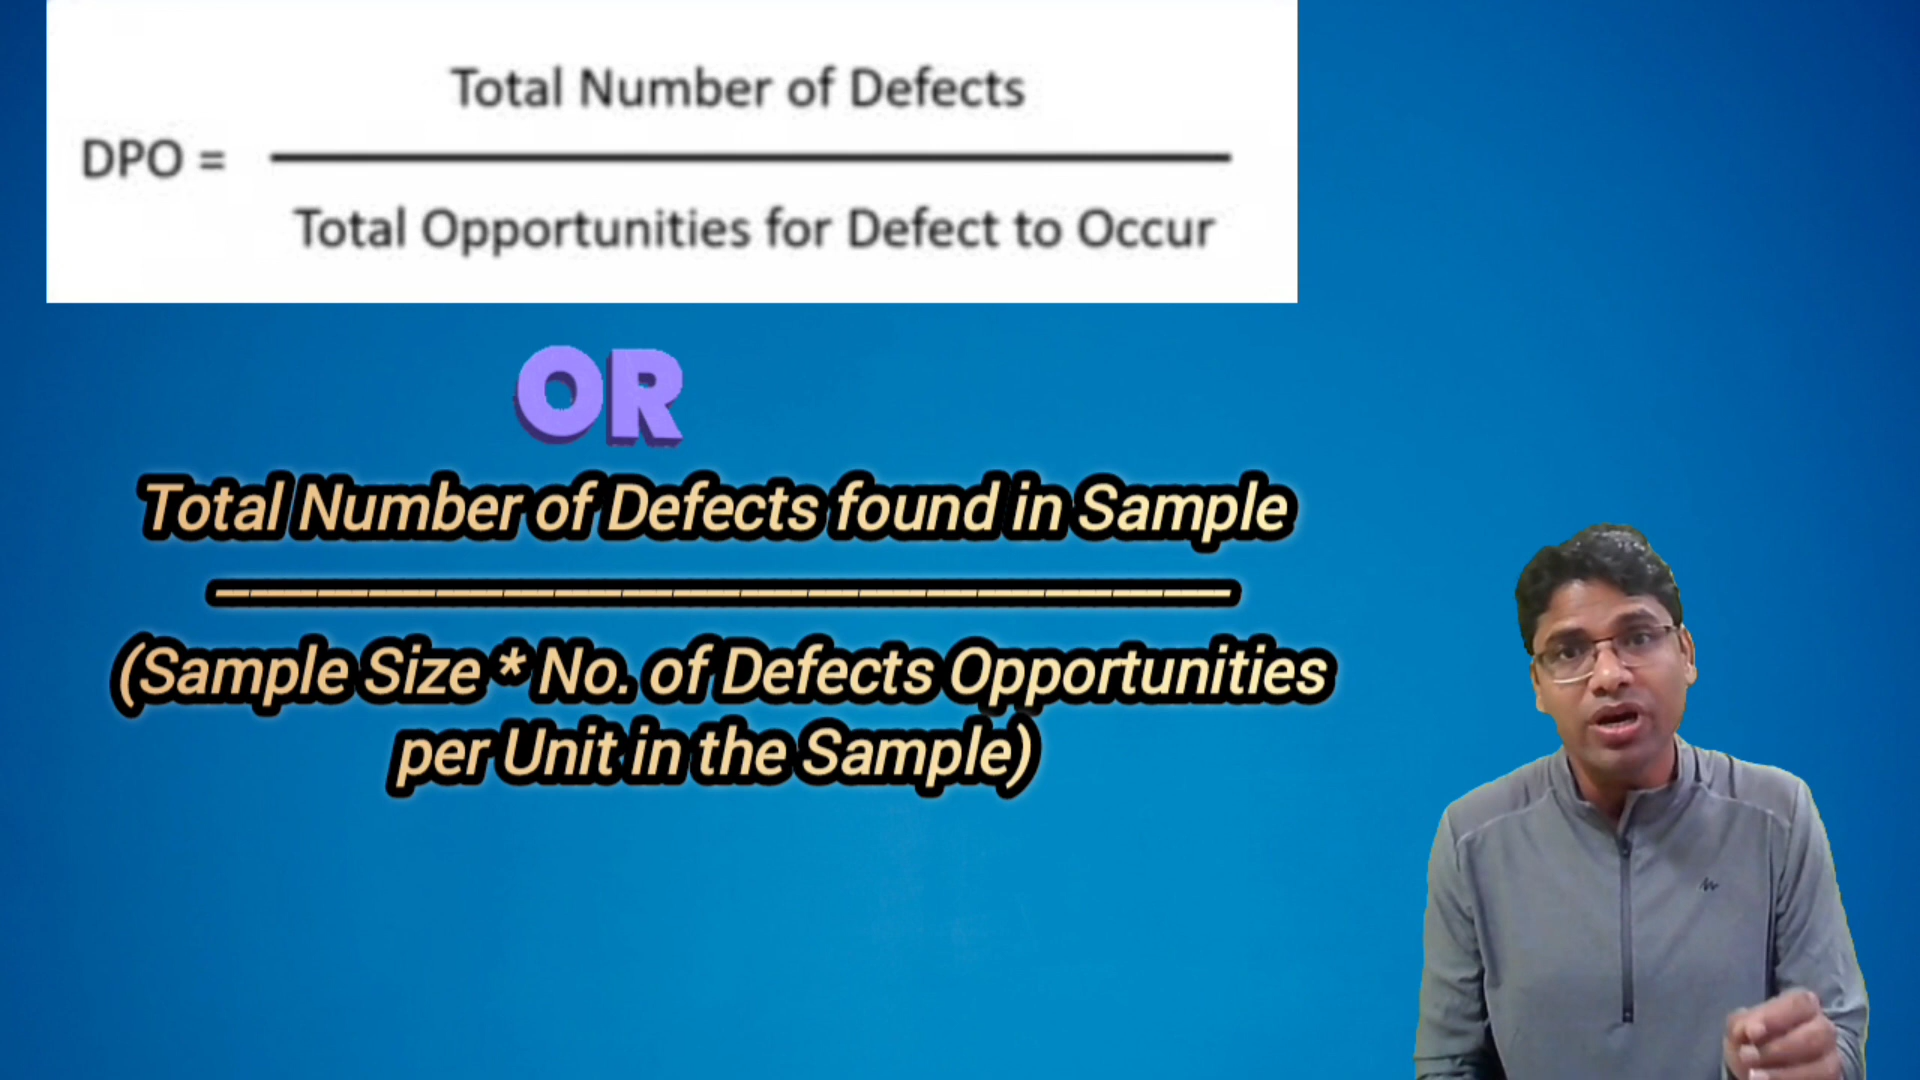 Total Number of Defects
DPO =
Total Opportunities for Defect to Occur
OR
Total Number of Defects found in Sample
(Sample Size * No. of Defects Opportunities
per Unit in the Sample)